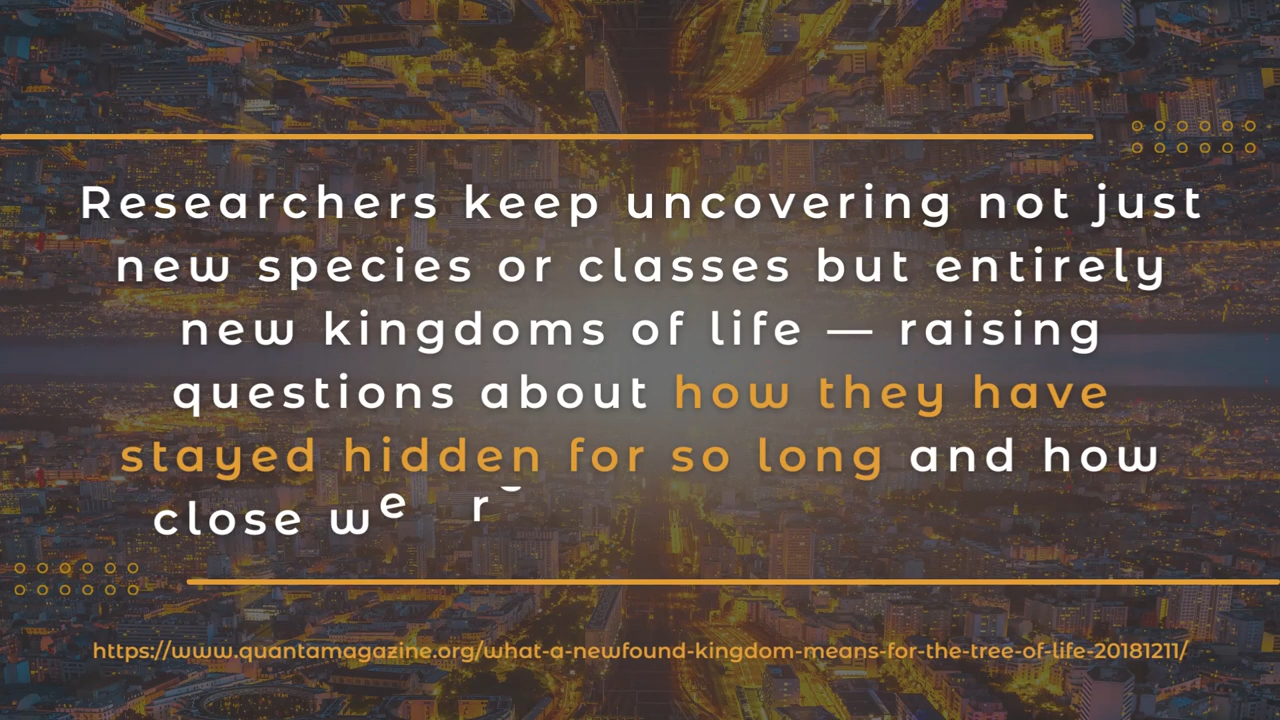 Researchers keep uncovering not just
new species or classes but entirely
new kingdoms of life — raising
questions about how they have
stayed hidden for so long and how
close we
https://www.quantamagazine.org/what-a-newfound-kingdom-means-for-the-tree-of-life-20181211/